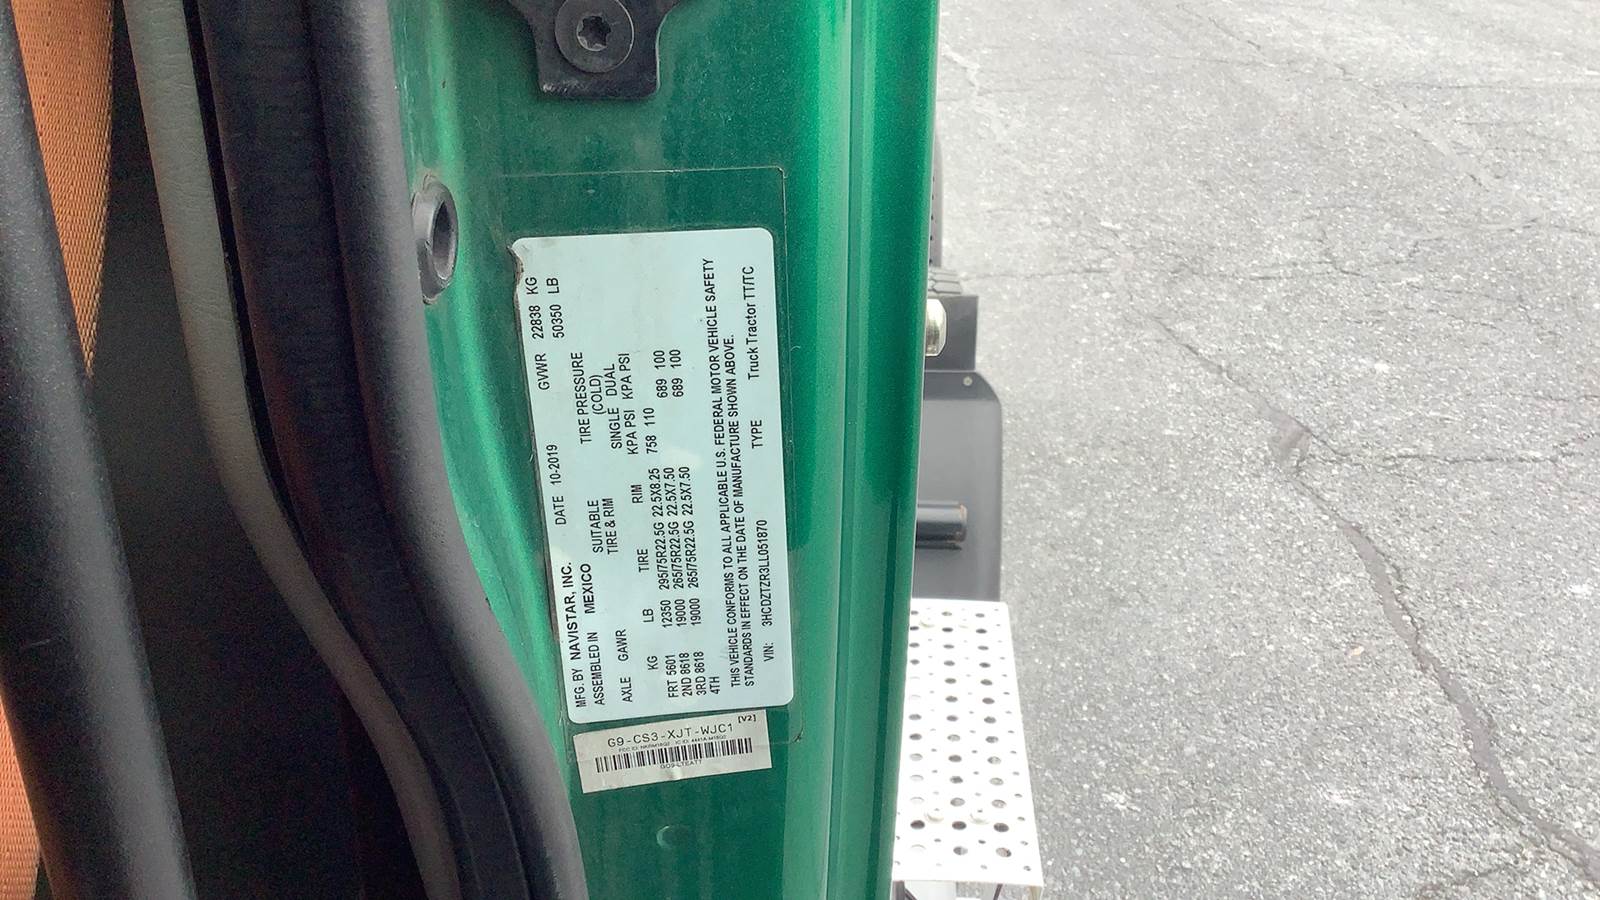 MFG. BY NAVISTAR, INC. DATE 10-2019 GVWR 22838 KG
ASSEMBLED IN MEXICO 50350 LB
SUITABLE TIRE PRESSURE
TIRE & RIM (COLD)
AXLE GAWR SINGLE DUAL
KG LB TIRE RIM KPA PSI KPA PSI
FRT 5601 12350 295/75R22.5G 22.5X8.25 758 110
2ND 8618 19000 265/75R22.5G 22.5X7.50 689 100
3RD 8618 19000 265/75R22.5G 22.5X7.50 689 100
4TH
THIS VEHICLE CONFORMS TO ALL APPLICABLE U.S. FEDERAL MOTOR VEHICLE SAFETY
STANDARDS IN EFFECT ON THE DATE OF MANUFACTURE SHOWN ABOVE.
VIN: 3HCDZTZR3LL051870 TYPE Truck Tractor TT/TC
G9-CS3-XJT-WJC1 [V2]
GO9-LTEATT